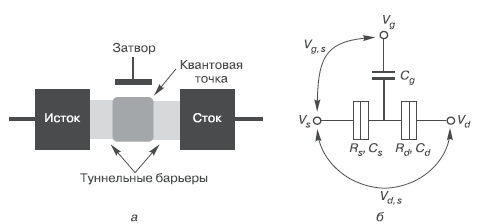 Затвор
Квантовая
точка
Исток
Сток
Туннельные барьеры
а
V_g
V_{g, s}
C_g
V_s
V_d
R_s, C_s
R_d, C_d
V_{d, s}
б